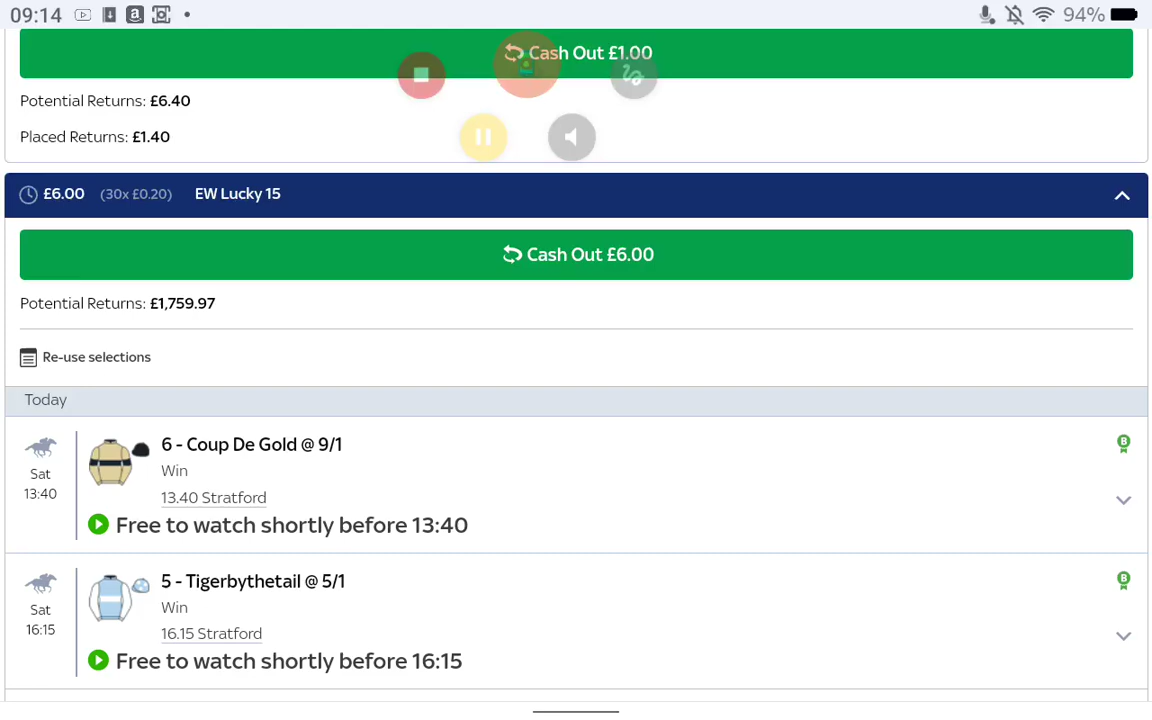 09:14
94%
Cash Out £1.00
Potential Returns: £6.40
Placed Returns: £1.40
£6.00 (30x £0.20) EW Lucky 15
Cash Out £6.00
Potential Returns: £1,759.97
Re-use selections
Today
6 - Coup De Gold @ 9/1
B
Win
Sat
13:40
13.40 Stratford
Free to watch shortly before 13:40
5 - Tigerbythetail @ 5/1
B
Win
Sat
16:15
16.15 Stratford
Free to watch shortly before 16:15